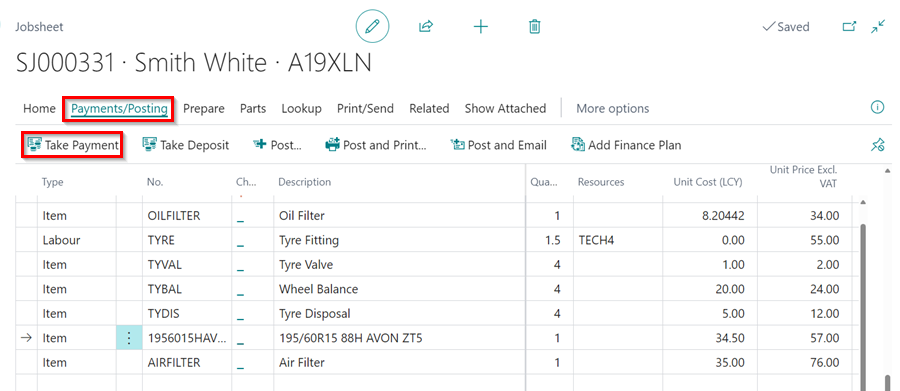 Jobsheet
Saved
SJ000331 · Smith White · A19XLN
Home Payments/Posting Prepare Parts Lookup Print/Send Related Show Attached More options
Take Payment Take Deposit Post... Post and Print... Post and Email Add Finance Plan
Type No. Ch... Description Qua... Resources Unit Cost (LCY) Unit Price Excl. VAT
Item OILFILTER _ Oil Filter 1 8.20442 34.00
Labour TYRE _ Tyre Fitting 1.5 TECH4 0.00 55.00
Item TYVAL _ Tyre Valve 4 1.00 2.00
Item TYBAL _ Wheel Balance 4 20.00 24.00
Item TYDIS _ Tyre Disposal 4 5.00 12.00
Item 1956015HAV... _ 195/60R15 88H AVON ZT5 1 34.50 57.00
Item AIRFILTER _ Air Filter 1 35.00 76.00